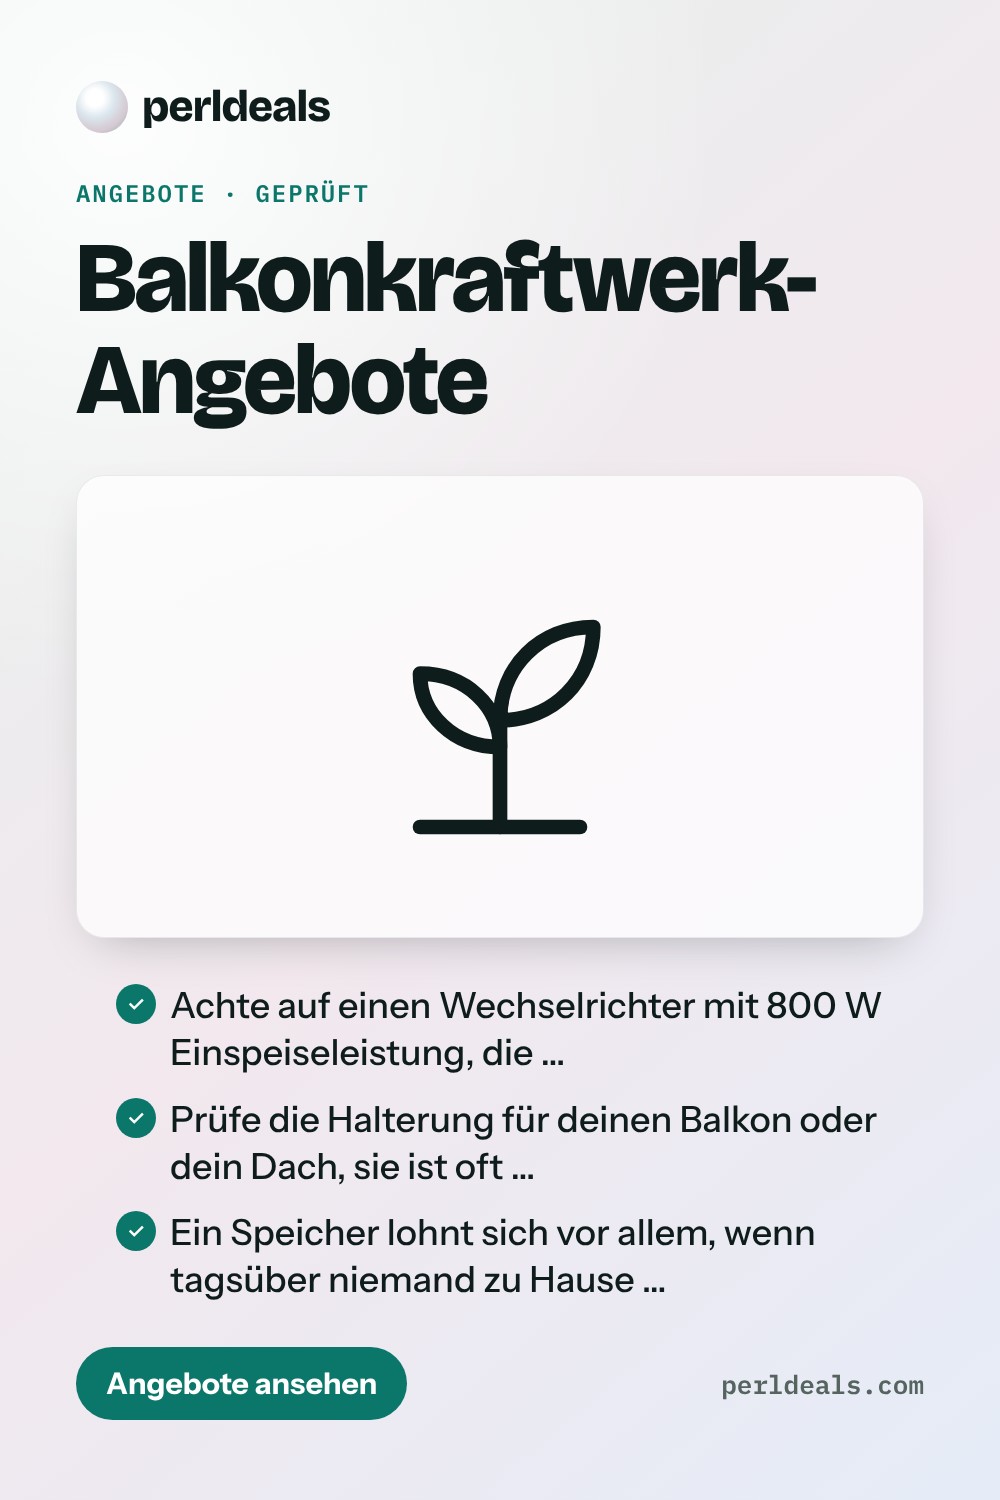 perldeals
ANGEBOTE · GEPRÜFT
Balkonkraftwerk-
Angebote
Achte auf einen Wechselrichter mit 800 W
Einspeiseleistung, die ...
Prüfe die Halterung für deinen Balkon oder
dein Dach, sie ist oft ...
Ein Speicher lohnt sich vor allem, wenn
tagsüber niemand zu Hause ...
Angebote ansehen
perldeals.com